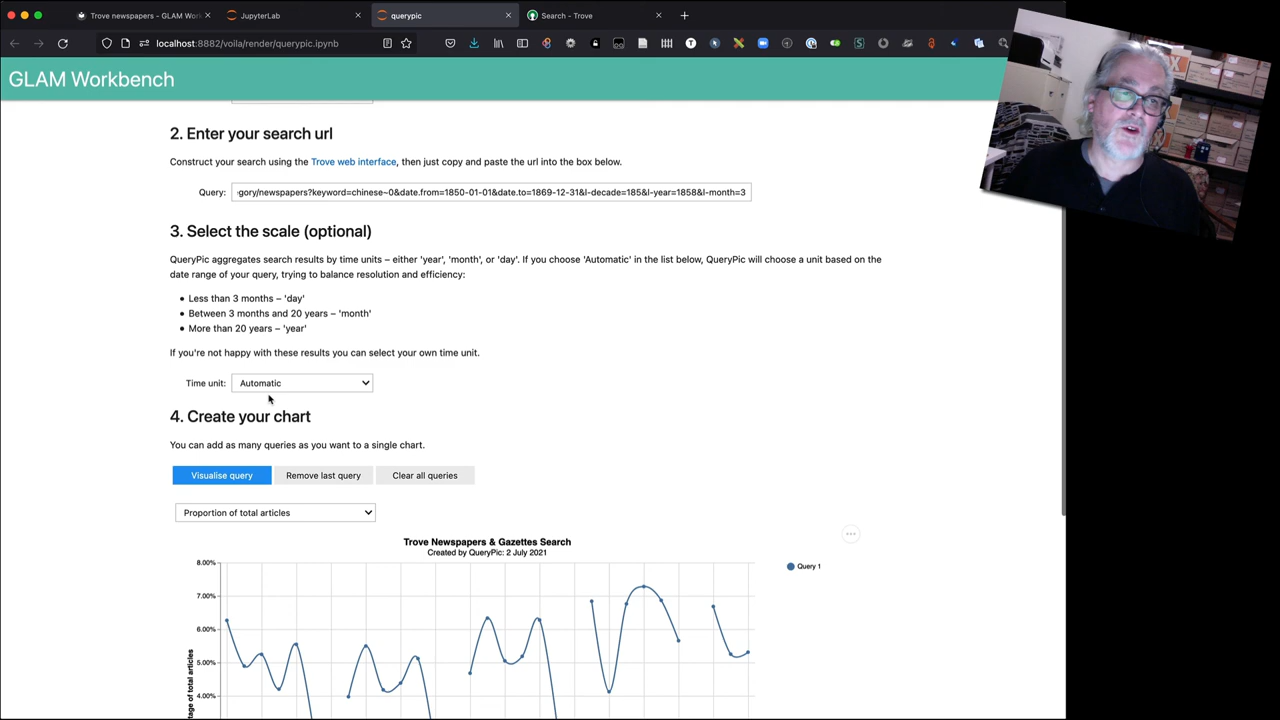 Trove newspapers - GLAM Work
JupyterLab
querypic
Search - Trove
localhost:8882/voila/render/querypic.ipynb
GLAM Workbench
2. Enter your search url
Construct your search using the Trove web interface, then just copy and paste the url into the box below.
Query: gory/newspapers?keyword=chinese~0&date.from=1850-01-01&date.to=1869-12-31&l-decade=185&l-year=1858&l-month=3
3. Select the scale (optional)
QueryPic aggregates search results by time units – either 'year', 'month', or 'day'. If you choose 'Automatic' in the list below, QueryPic will choose a unit based on the
date range of your query, trying to balance resolution and efficiency:
• Less than 3 months – 'day'
• Between 3 months and 20 years – 'month'
• More than 20 years – 'year'
If you're not happy with these results you can select your own time unit.
Time unit: Automatic
4. Create your chart
You can add as many queries as you want to a single chart.
Visualise query Remove last query Clear all queries
Proportion of total articles
Trove Newspapers & Gazettes Search
Created by QueryPic: 2 July 2021
Query 1
8.00%
7.00%
6.00%
5.00%
4.00%
tage of total articles